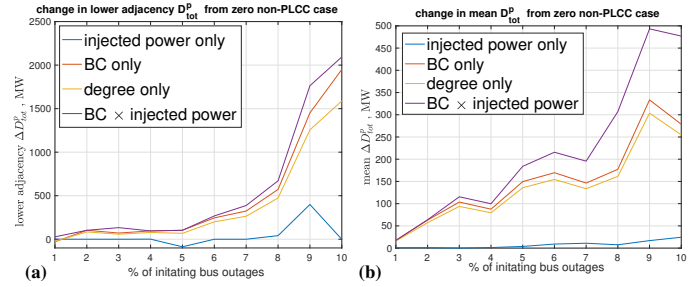 change in lower adjacency D^p_tot from zero non-PLCC case
lower adjacency ΔD^p_tot, MW
2500
2000
1500
1000
500
0
injected power only
BC only
degree only
BC × injected power
1 2 3 4 5 6 7 8 9 10
% of initating bus outages
(a)
change in mean D^p_tot from zero non-PLCC case
mean ΔD^p_tot, MW
500
450
400
350
300
250
200
150
100
50
0
injected power only
BC only
degree only
BC × injected power
1 2 3 4 5 6 7 8 9 10
% of initating bus outages
(b)